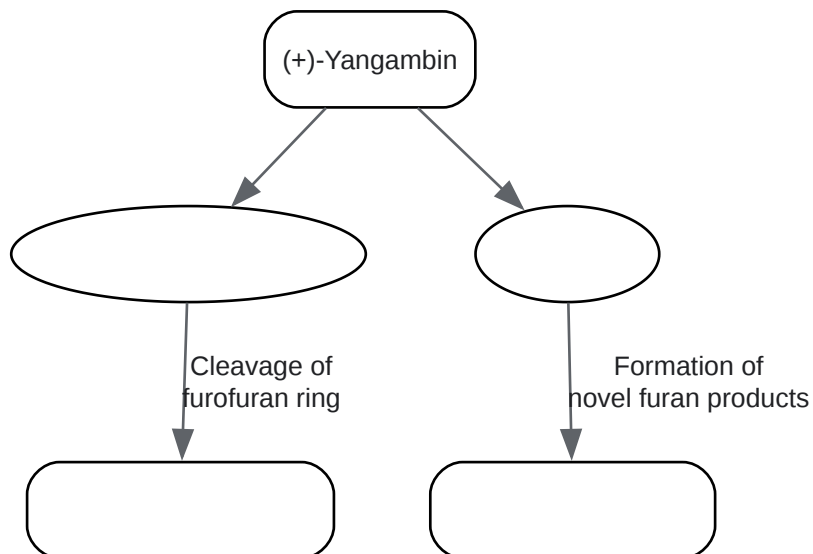 (+)-Yangambin
Cleavage of
furofuran ring
Formation of
novel furan products